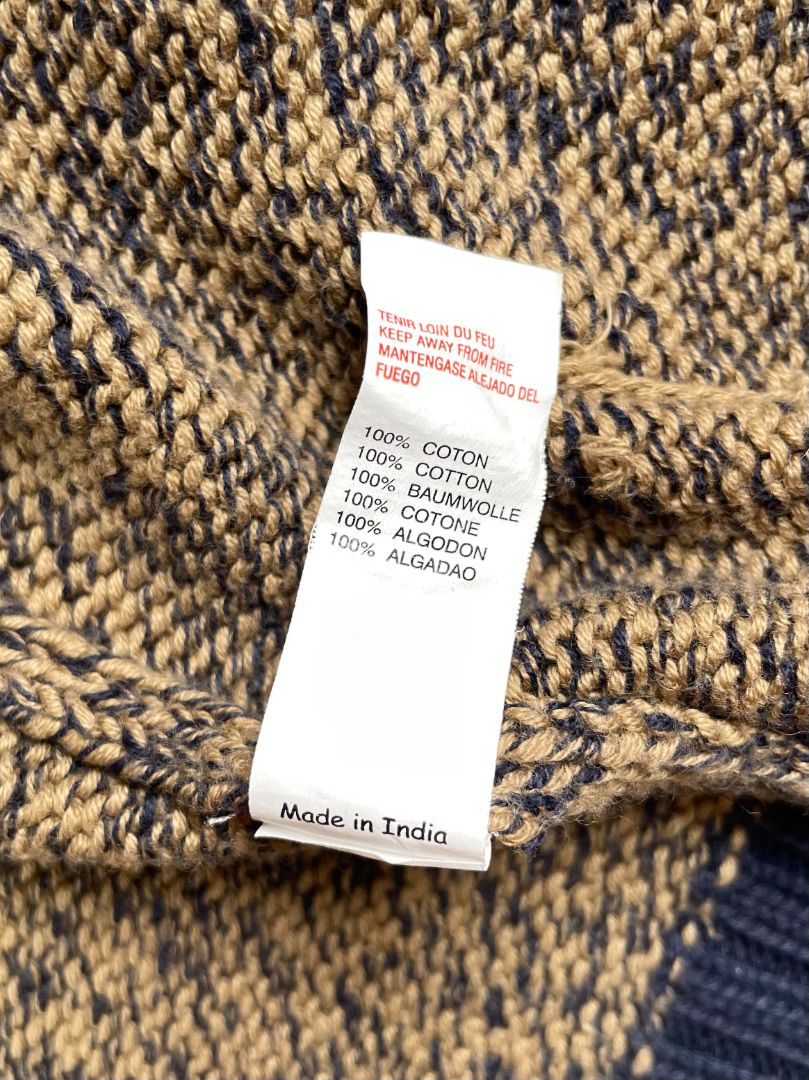 TENIR LOIN DU FEU
KEEP AWAY FROM FIRE
MANTENGASE ALEJADO DEL
FUEGO
100% COTON
100% COTTON
100% BAUMWOLLE
100% COTONE
100% ALGODON
100% ALGADAO
Made in India